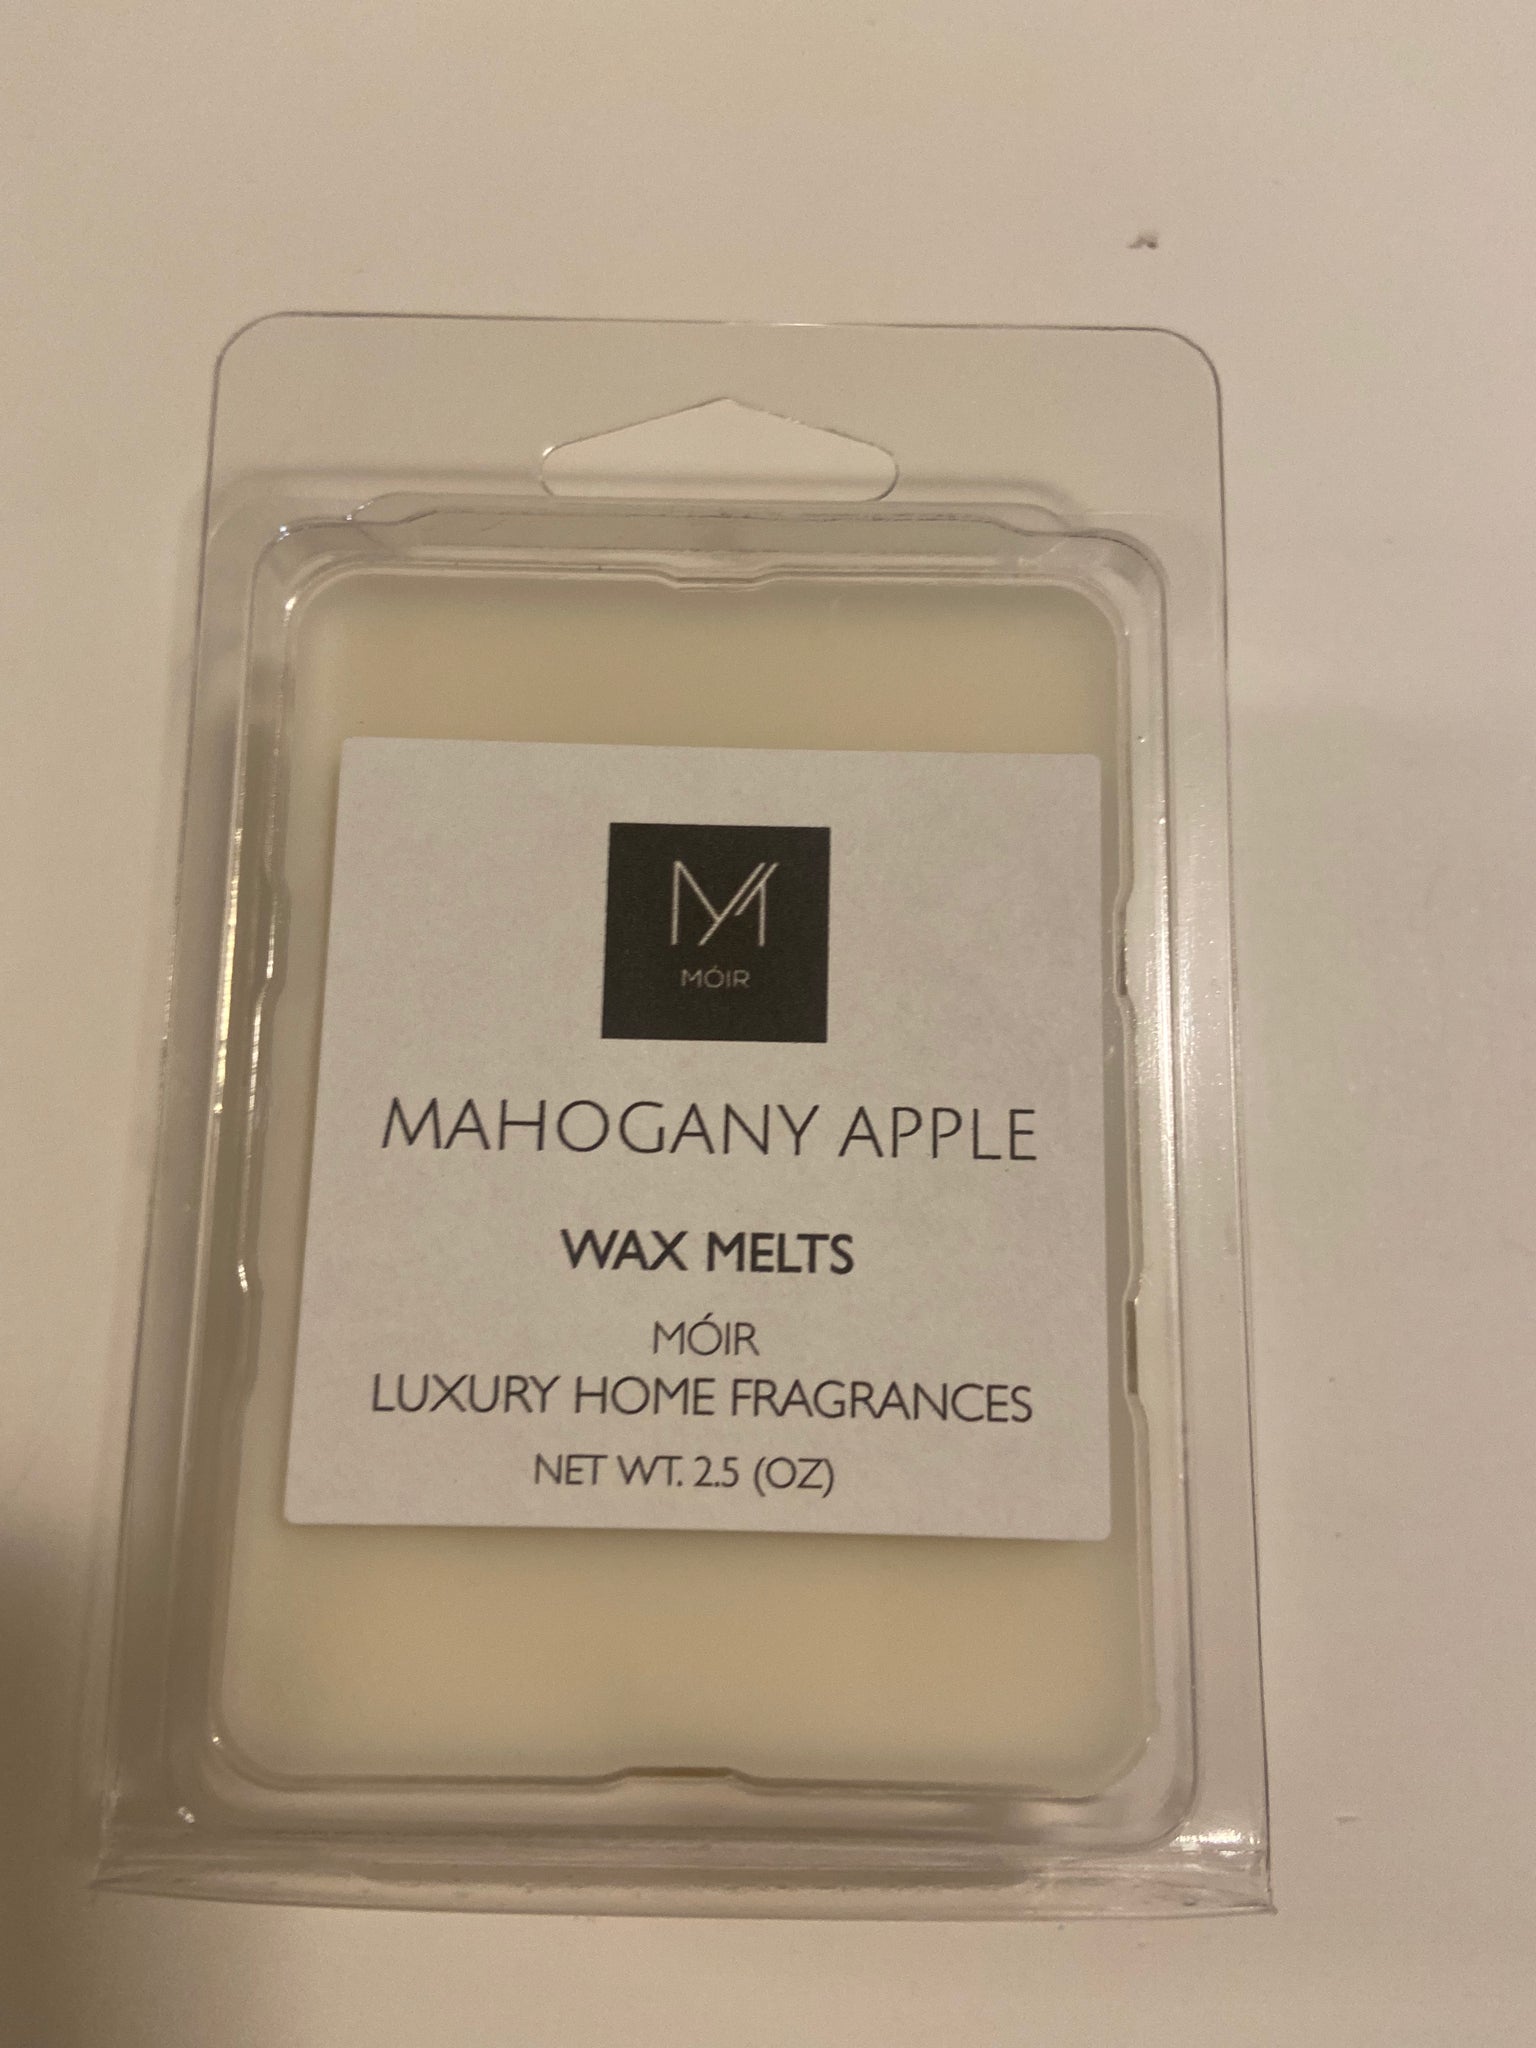 MÓIR
MAHOGANY APPLE
WAX MELTS
MÓIR
LUXURY HOME FRAGRANCES
NET WT. 2.5 (OZ)